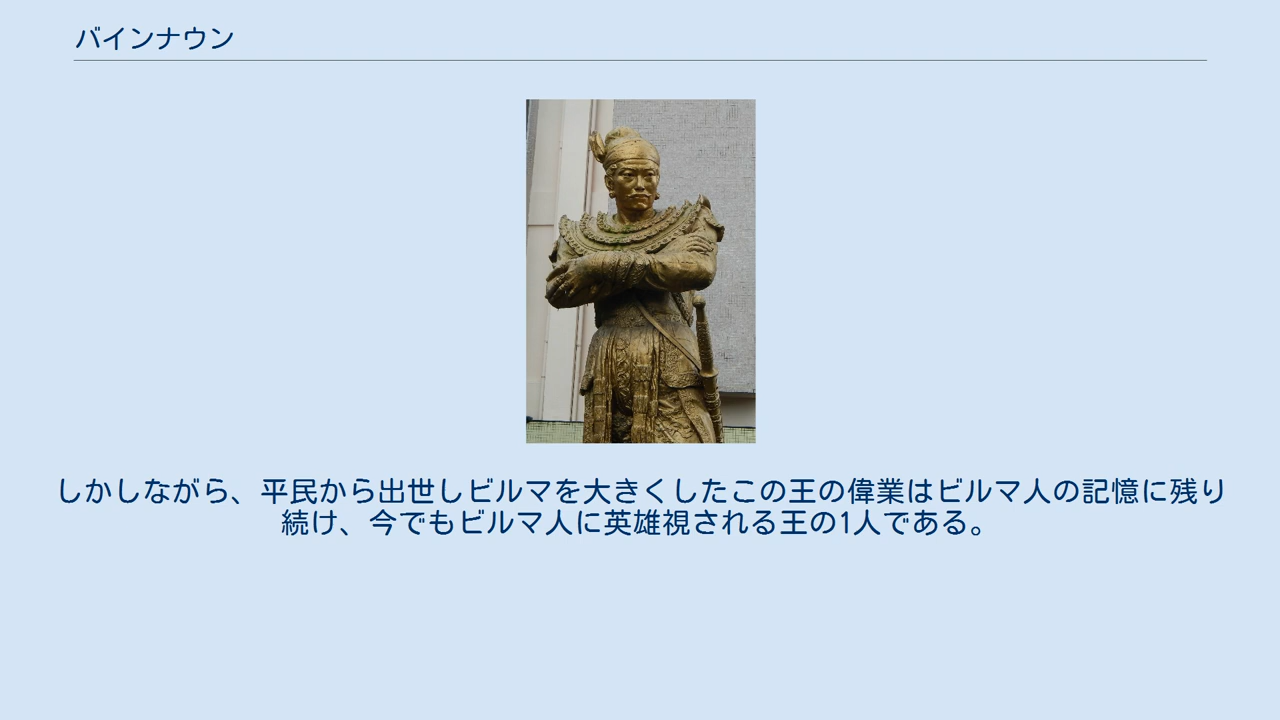 バインナウン
しかしながら、平民から出世しビルマを大きくしたこの王の偉業はビルマ人の記憶に残り
続け、今でもビルマ人に英雄視される王の1人である。